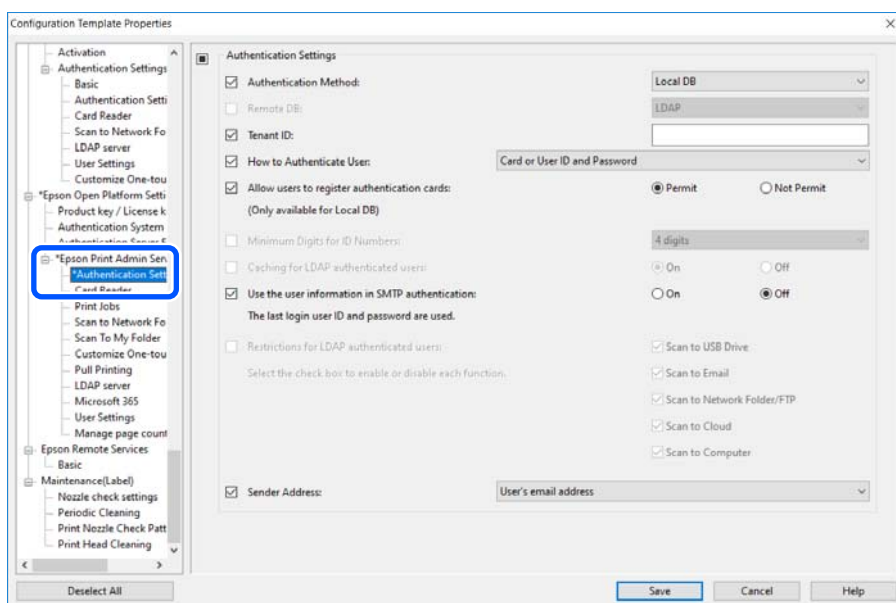 Configuration Template Properties
Activation
Authentication Settings
Basic
Authentication Setti
Card Reader
Scan to Network Fo
LDAP server
User Settings
Customize One-tou
*Epson Open Platform Setti
Product key / License k
Authentication System
*Epson Print Admin Ser
*Authentication Sett
Card Reader
Print Jobs
Scan to Network Fo
Scan To My Folder
Customize One-tou
Pull Printing
LDAP server
Microsoft 365
User Settings
Manage page count
Epson Remote Services
Basic
Maintenance(Label)
Nozzle check settings
Periodic Cleaning
Print Nozzle Check Patt
Print Head Cleaning
Deselect All
Authentication Settings
Authentication Method: Local DB
Remote DB: LDAP
Tenant ID:
How to Authenticate User: Card or User ID and Password
Allow users to register authentication cards: Permit Not Permit
(Only available for Local DB)
Minimum Digits for ID Numbers: 4 digits
Caching for LDAP authenticated users: On Off
Use the user information in SMTP authentication: On Off
The last login user ID and password are used.
Restrictions for LDAP authenticated users: Scan to USB Drive
Select the check box to enable or disable each function. Scan to Email
Scan to Network Folder/FTP
Scan to Cloud
Scan to Computer
Sender Address: User's email address
Save Cancel Help